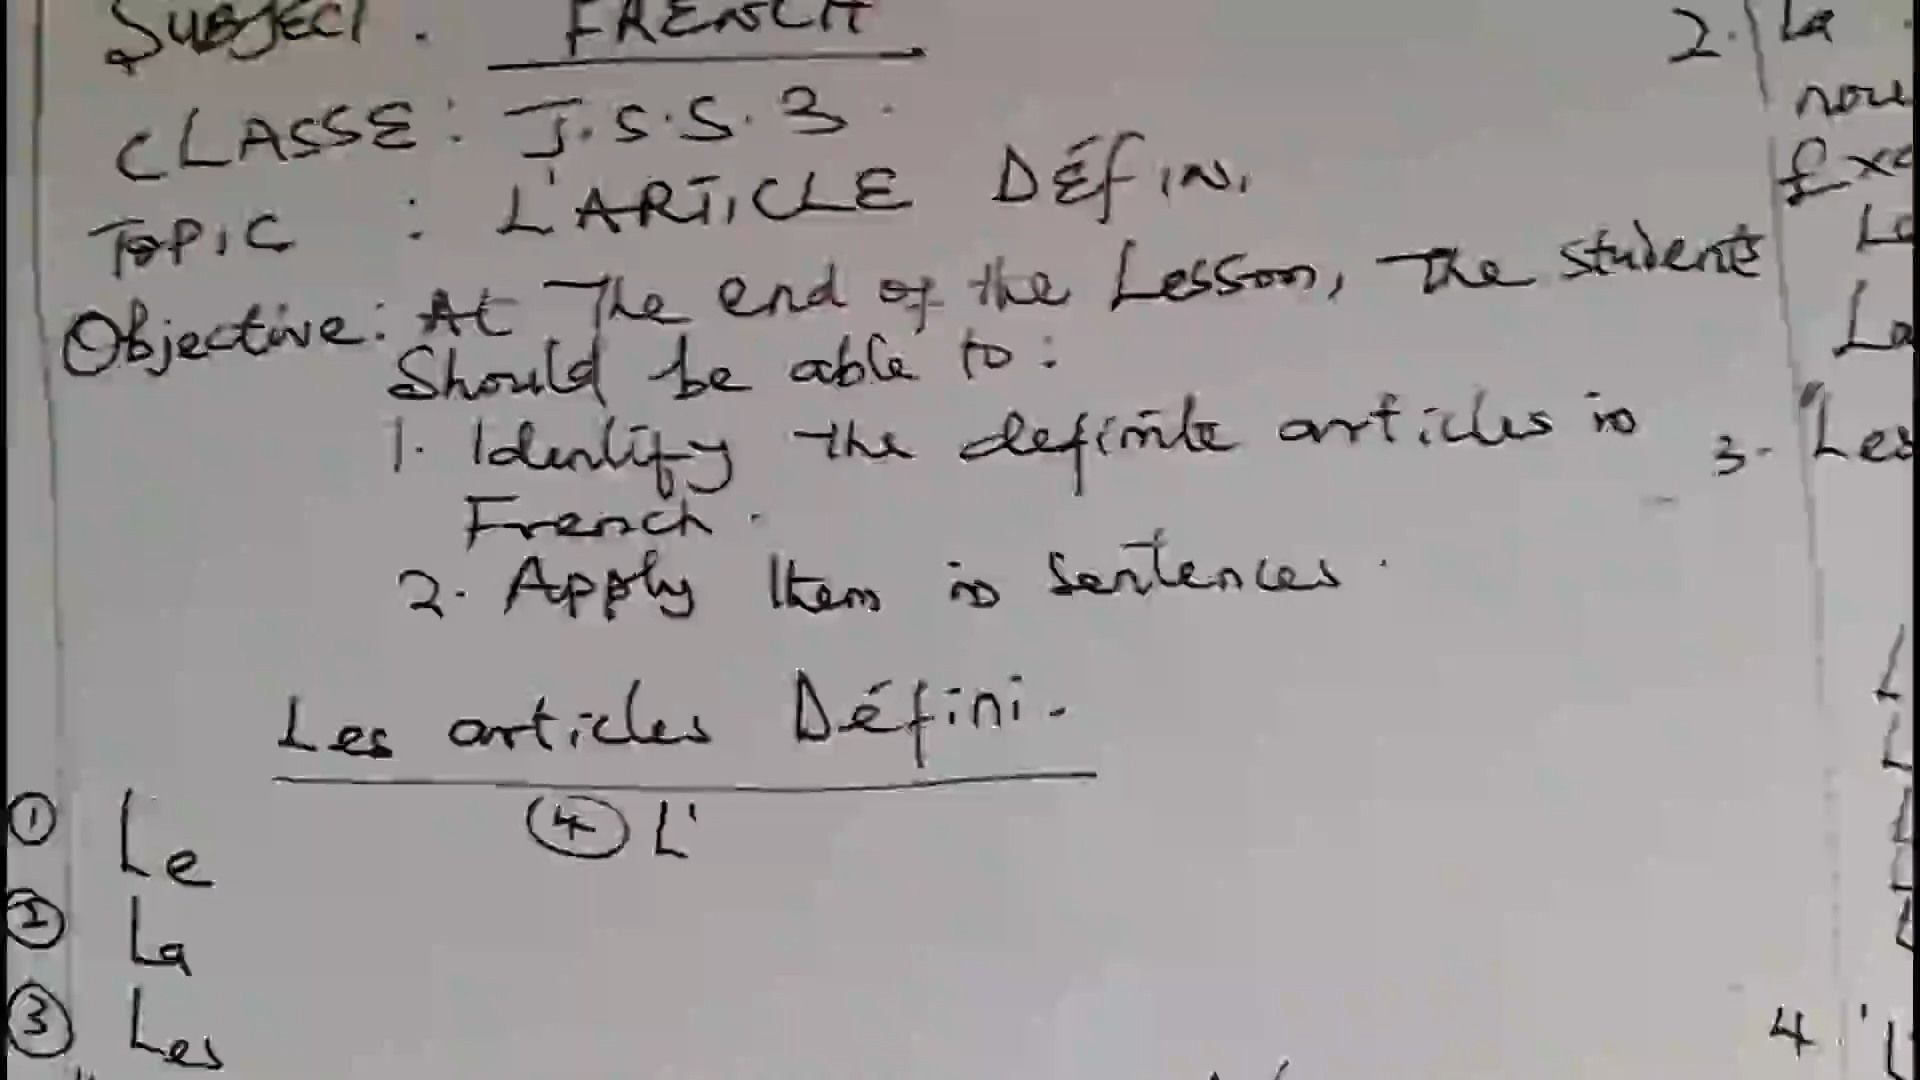 SUBJECT. FRENCH
CLASSE: J.S.S.3.
TOPIC : L'ARTICLE DÉfINI
Objective: At The end of the Lesson, The students
Should be able to:
1. Identify the definite articles in
French.
2. Apply them in sentences.
Les articles Défini.
① Le
④ L'
② La
③ Les
2. La
3. Les
4. 'L